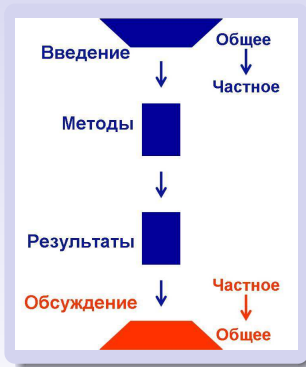 Общее
Введение
Частное
Методы
Результаты
Частное
Обсуждение
Общее